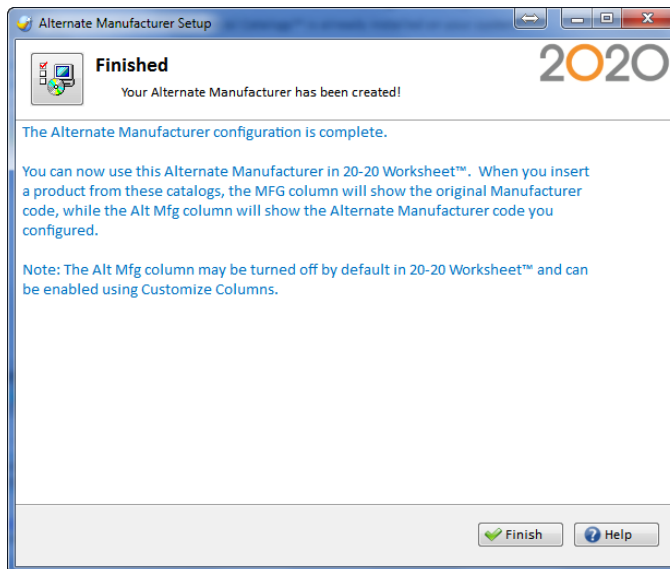 Alternate Manufacturer Setup
Finished
2020
Your Alternate Manufacturer has been created!
The Alternate Manufacturer configuration is complete.
You can now use this Alternate Manufacturer in 20-20 Worksheet™. When you insert
a product from these catalogs, the MFG column will show the original Manufacturer
code, while the Alt Mfg column will show the Alternate Manufacturer code you
configured.
Note: The Alt Mfg column may be turned off by default in 20-20 Worksheet™ and can
be enabled using Customize Columns.
Finish
Help